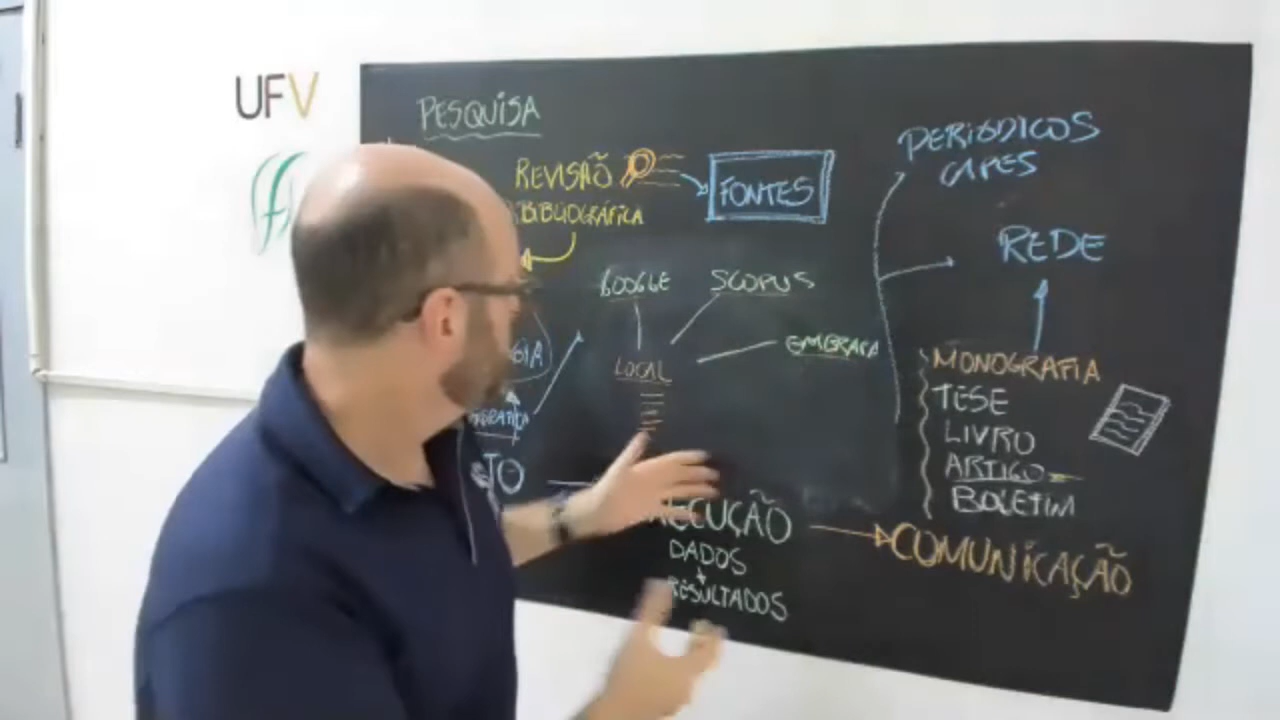 UFV
PESQUISA
REVISÃO
BIBLIOGRÁFICA
FONTES
PERIÓDICOS
CAPES
REDE
GOOGLE
SCOPUS
EMBRAPA
LOCAL
MONOGRAFIA
TESE
LIVRO
ARTIGO
BOLETIM
DADOS
+
RESULTADOS
COMUNICAÇÃO